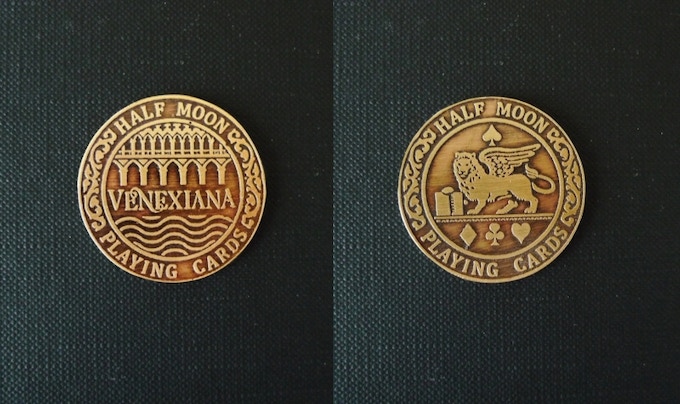 HALF MOON
VENEXIANA
PLAYING CARDS
HALF MOON
PLAYING CARDS